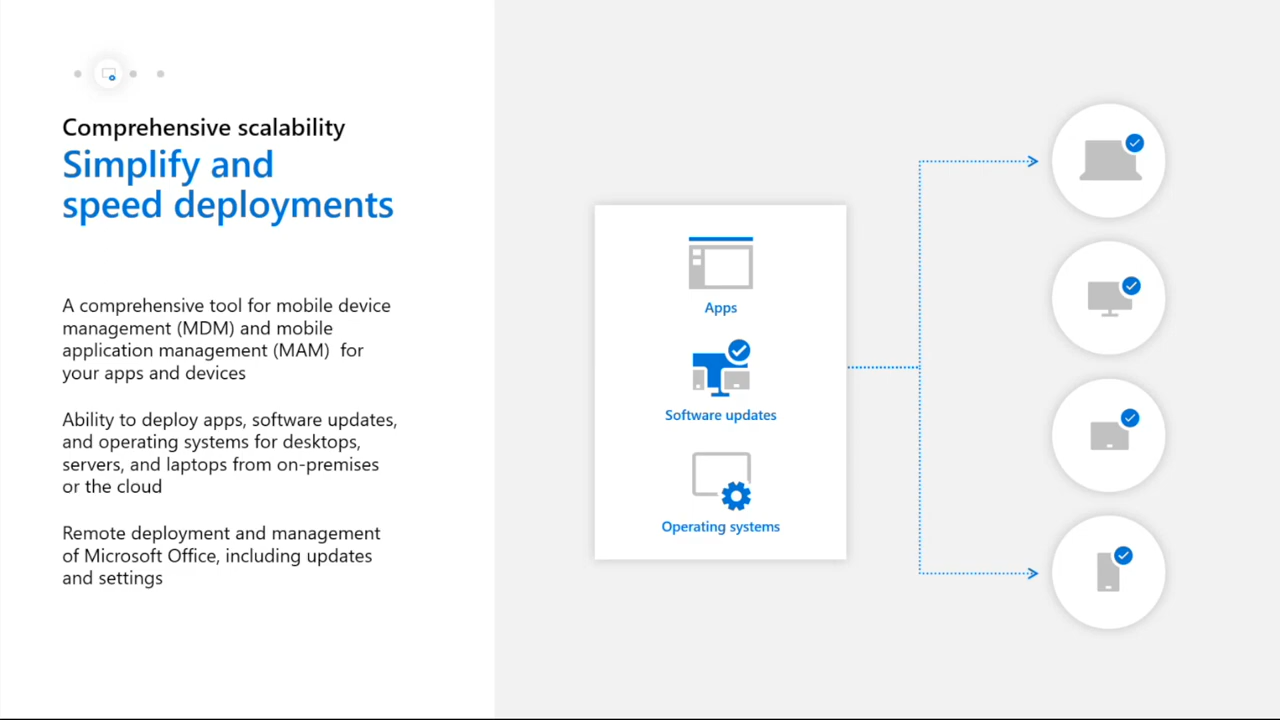 Comprehensive scalability
Simplify and
speed deployments
A comprehensive tool for mobile device
management (MDM) and mobile
application management (MAM)  for
your apps and devices
Ability to deploy apps, software updates,
and operating systems for desktops,
servers, and laptops from on-premises
or the cloud
Remote deployment and management
of Microsoft Office, including updates
and settings
Apps
Software updates
Operating systems